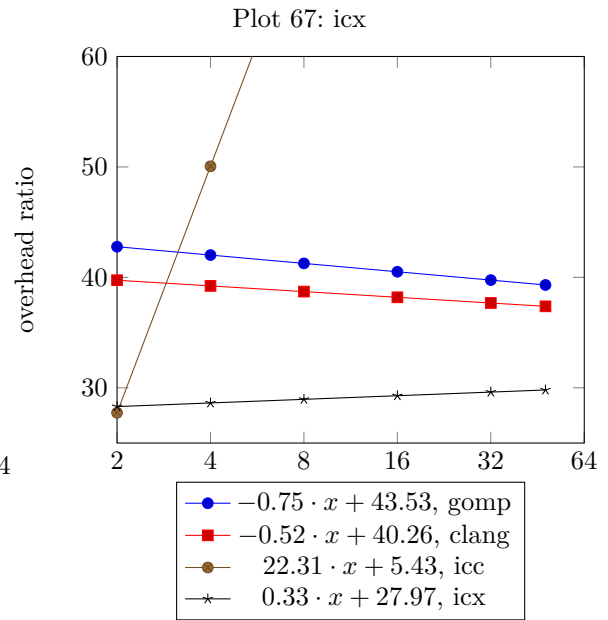 Plot 67: icx
60
50
40
30
overhead ratio
4
2 4 8 16 32 64
−0.75 · x + 43.53, gomp
−0.52 · x + 40.26, clang
22.31 · x + 5.43, icc
0.33 · x + 27.97, icx